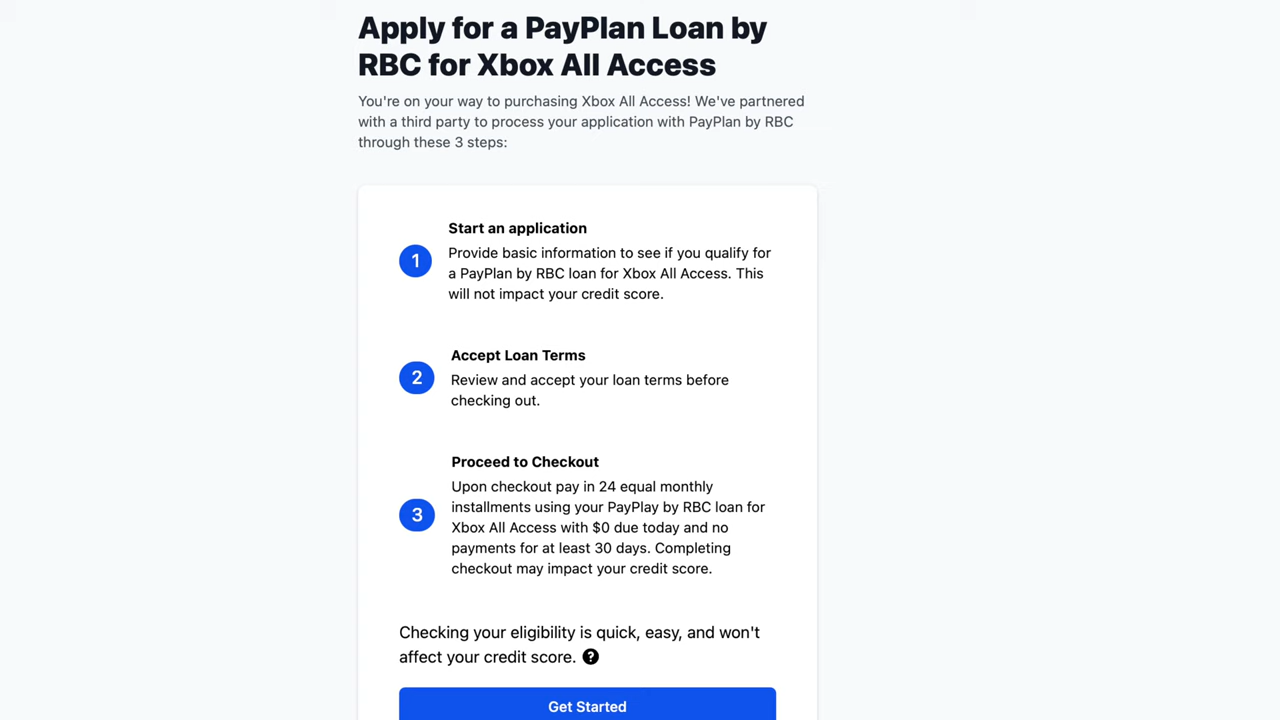 Apply for a PayPlan Loan by
RBC for Xbox All Access
You're on your way to purchasing Xbox All Access! We've partnered
with a third party to process your application with PayPlan by RBC
through these 3 steps:
1
Start an application
Provide basic information to see if you qualify for
a PayPlan by RBC loan for Xbox All Access. This
will not impact your credit score.
2
Accept Loan Terms
Review and accept your loan terms before
checking out.
3
Proceed to Checkout
Upon checkout pay in 24 equal monthly
installments using your PayPlay by RBC loan for
Xbox All Access with $0 due today and no
payments for at least 30 days. Completing
checkout may impact your credit score.
Checking your eligibility is quick, easy, and won't
affect your credit score. ?
Get Started